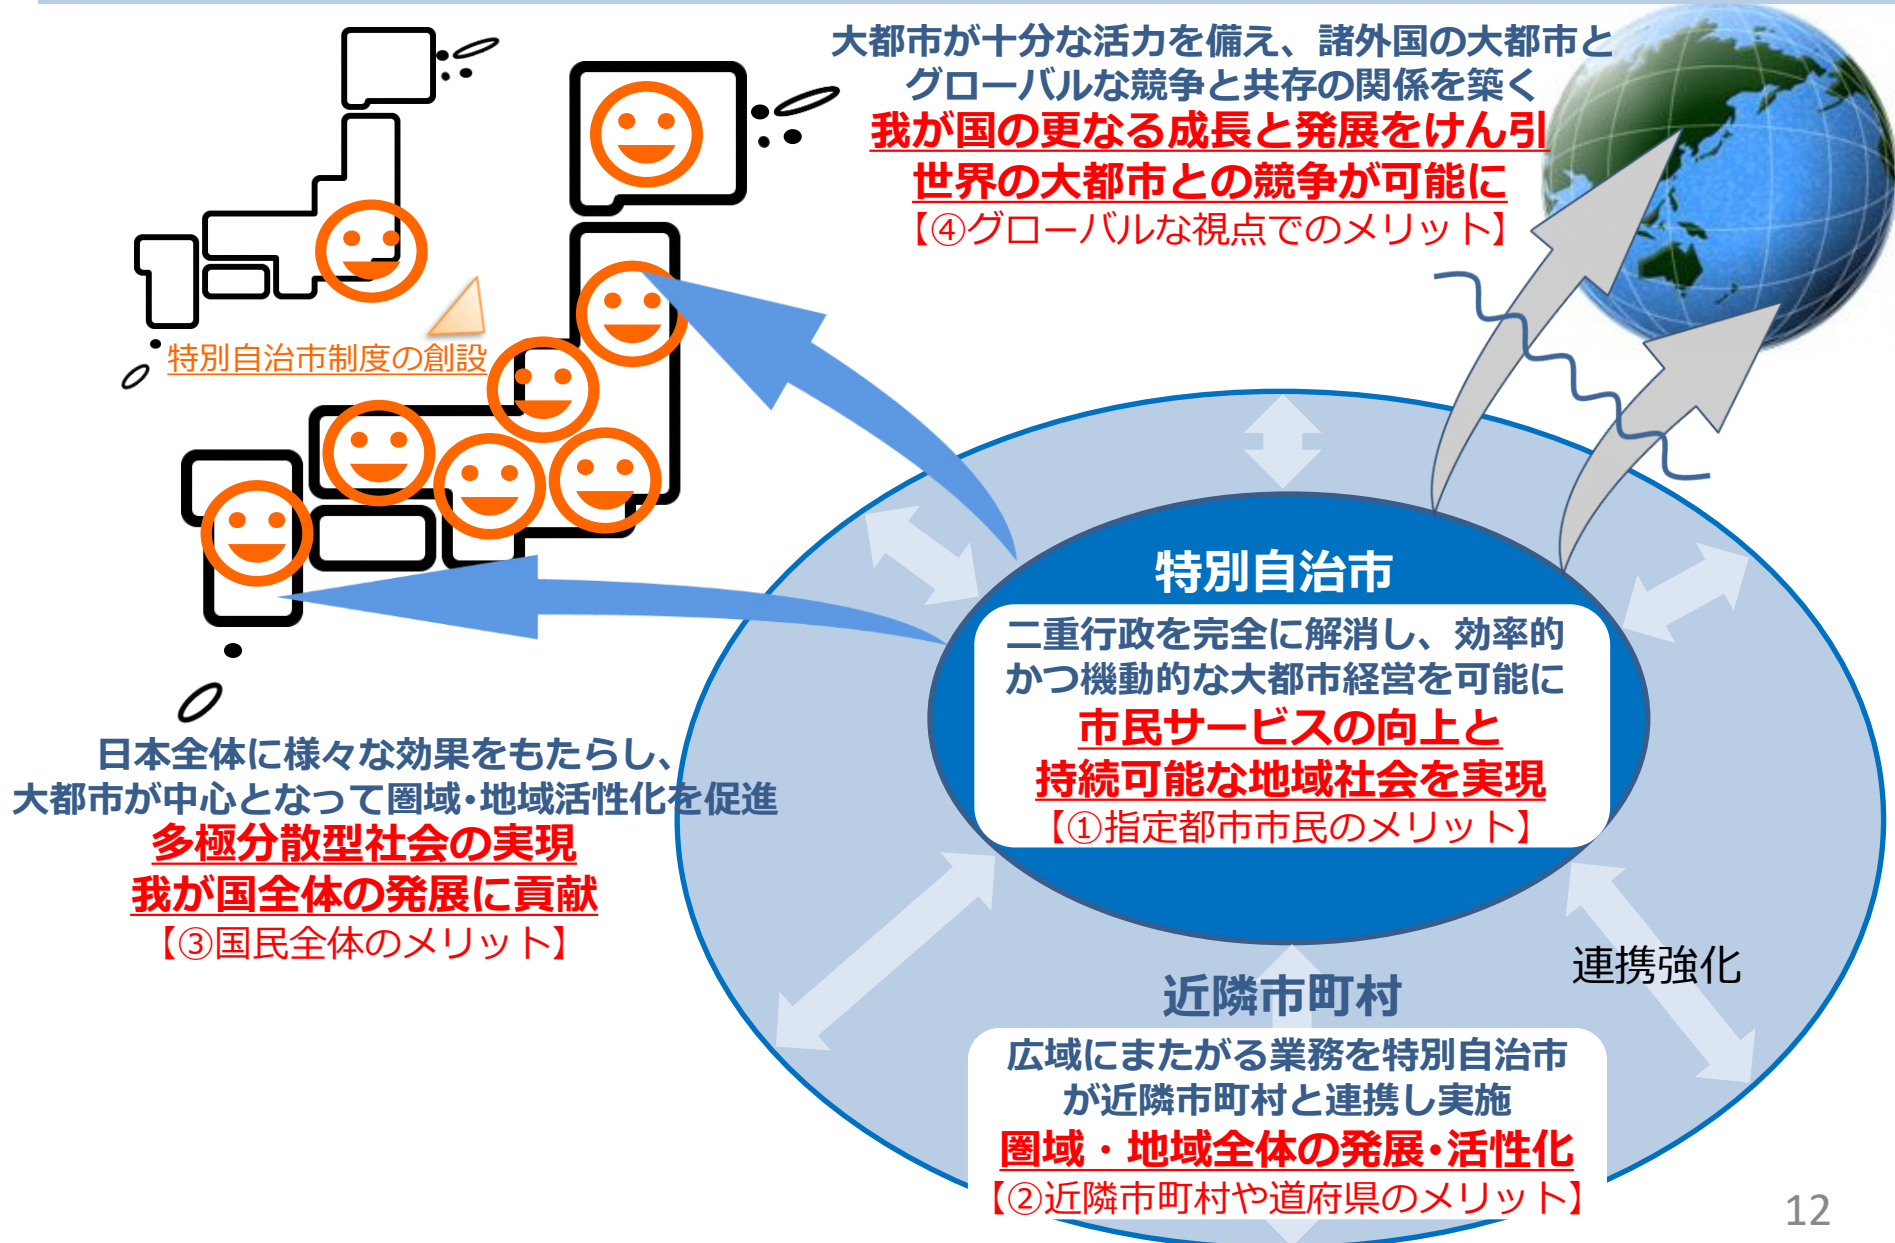 大都市が十分な活力を備え、諸外国の大都市と
グローバルな競争と共存の関係を築く
我が国の更なる成長と発展をけん引
世界の大都市との競争が可能に
【④グローバルな視点でのメリット】
特別自治市制度の創設
特別自治市
二重行政を完全に解消し、効率的
かつ機動的な大都市経営を可能に
市民サービスの向上と
持続可能な地域社会を実現
【①指定都市市民のメリット】
日本全体に様々な効果をもたらし、
大都市が中心となって圏域・地域活性化を促進
多極分散型社会の実現
我が国全体の発展に貢献
【③国民全体のメリット】
連携強化
近隣市町村
広域にまたがる業務を特別自治市
が近隣市町村と連携し実施
圏域・地域全体の発展・活性化
【②近隣市町村や道府県のメリット】
12